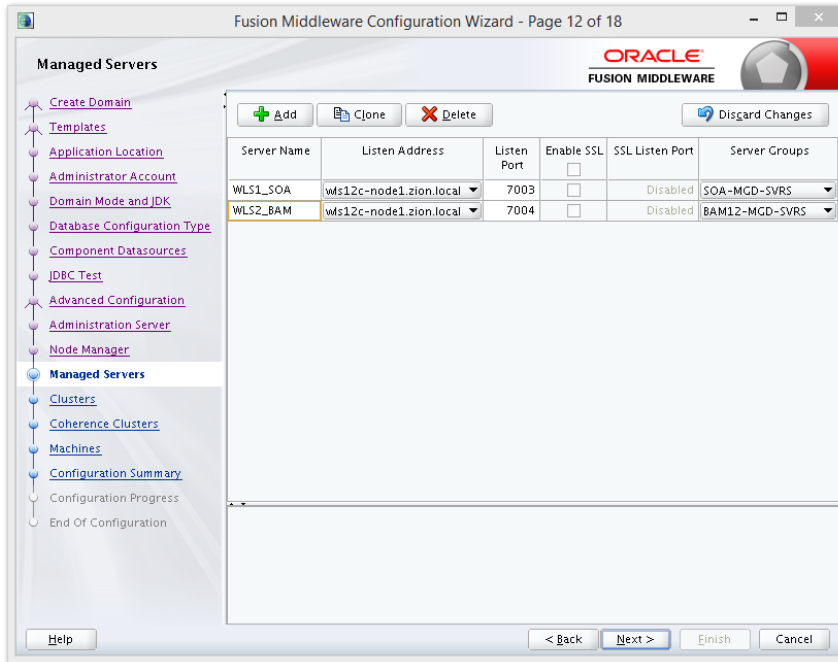 Fusion Middleware Configuration Wizard - Page 12 of 18
Managed Servers
ORACLE
FUSION MIDDLEWARE
Create Domain
Templates
Application Location
Administrator Account
Domain Mode and JDK
Database Configuration Type
Component Datasources
JDBC Test
Advanced Configuration
Administration Server
Node Manager
Managed Servers
Clusters
Coherence Clusters
Machines
Configuration Summary
Configuration Progress
End Of Configuration
Add Clone Delete Discard Changes
Server Name Listen Address Listen Port Enable SSL SSL Listen Port Server Groups
WLS1_SOA wls12c-node1.zion.local 7003 Disabled SOA-MGD-SVRS
WLS2_BAM wls12c-node1.zion.local 7004 Disabled BAM12-MGD-SVRS
Help < Back Next > Finish Cancel